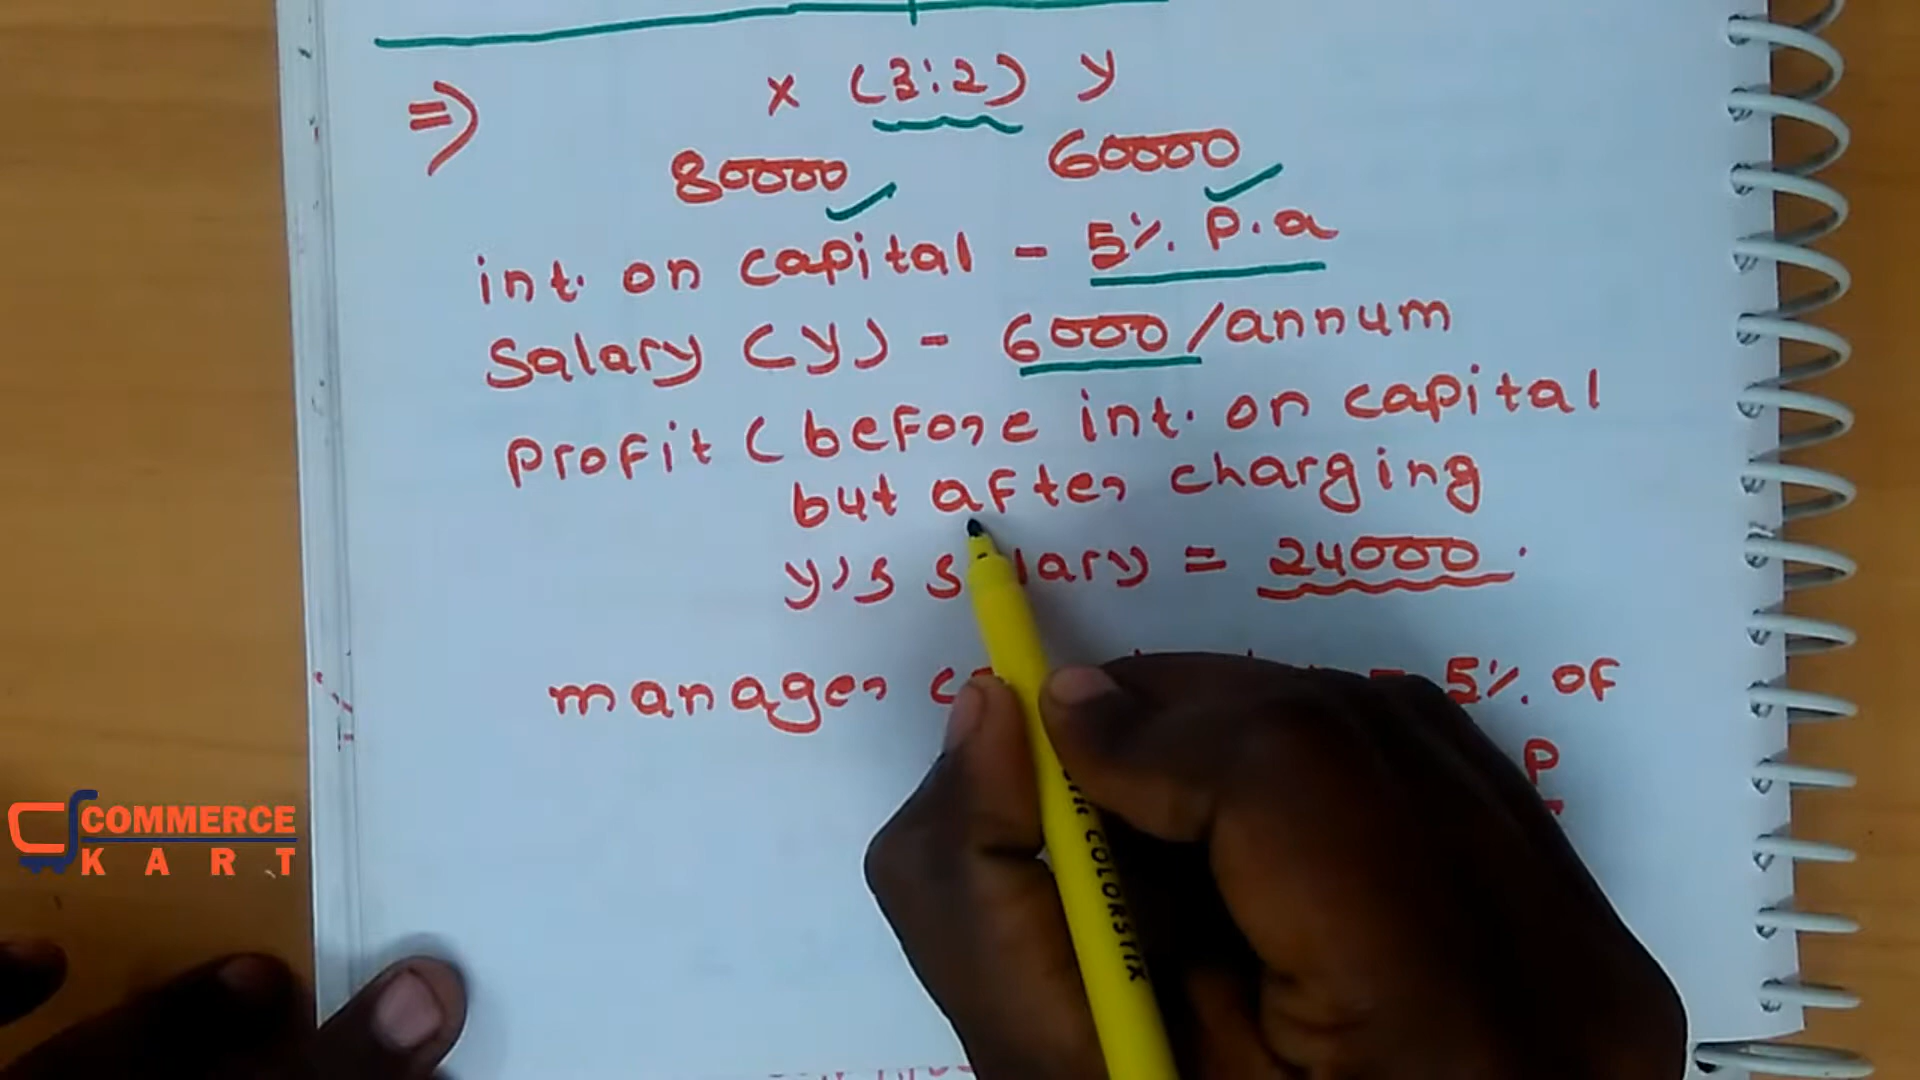 => x (3:2) y
80000 60000
int. on capital - 5% P.a
Salary (y) - 6000/annum
Profit (before int. on capital
but after charging
y's salary = 24000.
manager = 5% of
P
COMMERCE
KART
COLORSTIX